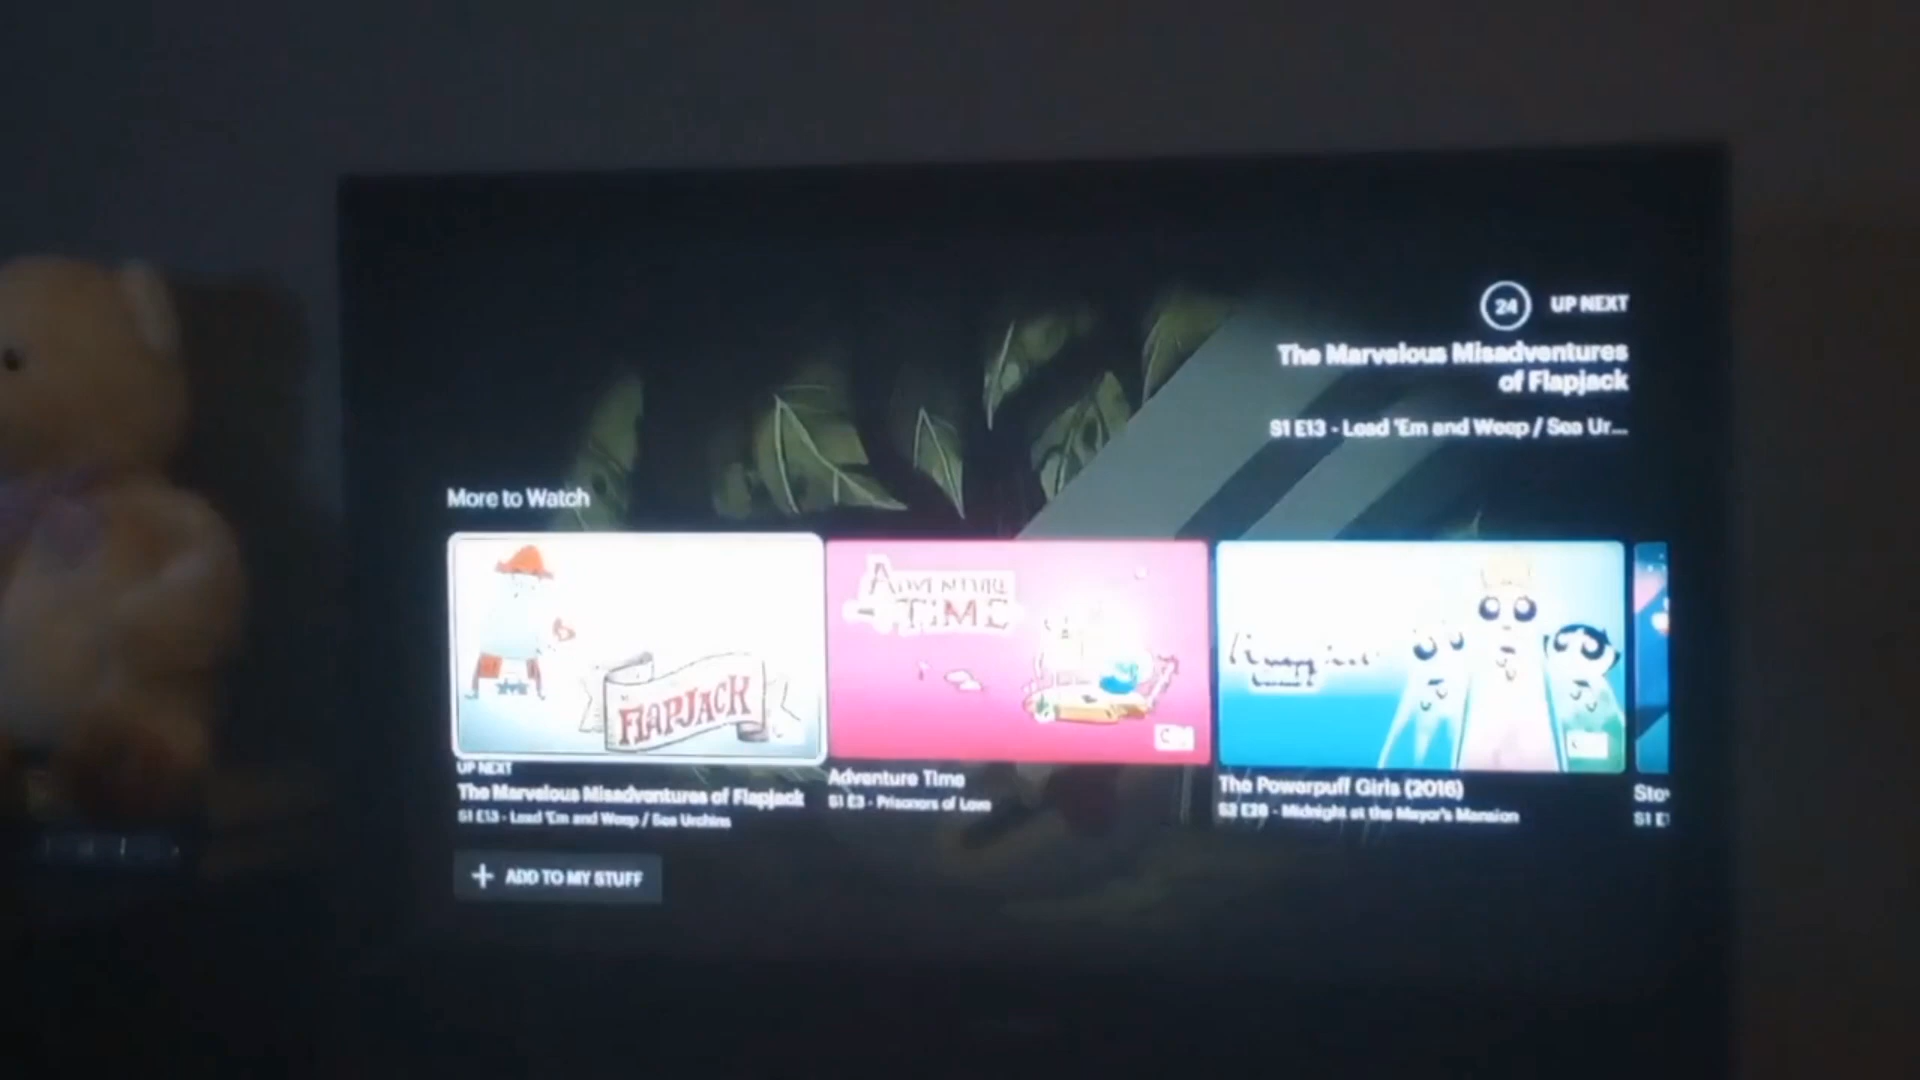 24 UP NEXT
The Marvelous Misadventures
of Flapjack
S1 E13 - Lead 'Em and Weep / Sea Ur...
More to Watch
FLAPJACK
ADVENTURE
TIME
CN
UP NEXT
The Marvelous Misadventures of Flapjack
S1 E13 - Lead 'Em and Weep / Sea Urchins
Adventure Time
S1 E3 - Prisoners of Love
The Powerpuff Girls (2016)
S2 E28 - Midnight at the Mayor's Mansion
S1 E
+ ADD TO MY STUFF